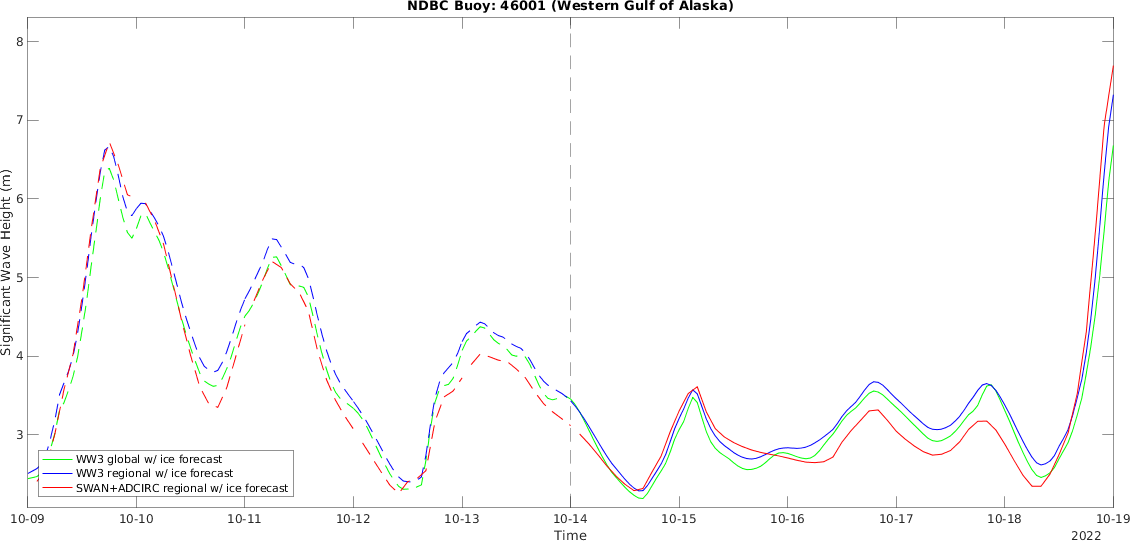 NDBC Buoy: 46001 (Western Gulf of Alaska)
8
7
6
5
4
3
Significant Wave Height (m)
WW3 global w/ ice forecast
WW3 regional w/ ice forecast
SWAN+ADCIRC regional w/ ice forecast
10-09 10-10 10-11 10-12 10-13 10-14 10-15 10-16 10-17 10-18 10-19
Time
2022